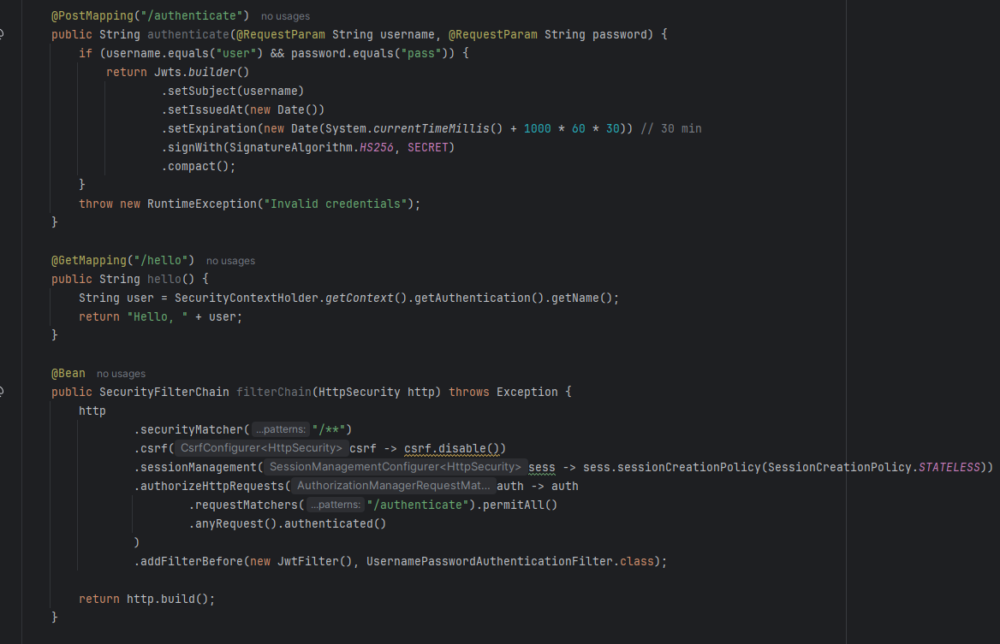 @PostMapping("/authenticate") no usages
public String authenticate(@RequestParam String username, @RequestParam String password) {
    if (username.equals("user") && password.equals("pass")) {
        return Jwts.builder()
                .setSubject(username)
                .setIssuedAt(new Date())
                .setExpiration(new Date(System.currentTimeMillis() + 1000 * 60 * 30)) // 30 min
                .signWith(SignatureAlgorithm.HS256, SECRET)
                .compact();
    }
    throw new RuntimeException("Invalid credentials");
}
@GetMapping("/hello") no usages
public String hello() {
    String user = SecurityContextHolder.getContext().getAuthentication().getName();
    return "Hello, " + user;
}
@Bean no usages
public SecurityFilterChain filterChain(HttpSecurity http) throws Exception {
    http
            .securityMatcher( ...patterns: "/**")
            .csrf( CsrfConfigurer<HttpSecurity> csrf -> csrf.disable())
            .sessionManagement( SessionManagementConfigurer<HttpSecurity> sess -> sess.sessionCreationPolicy(SessionCreationPolicy.STATELESS))
            .authorizeHttpRequests( AuthorizationManagerRequestMat... auth -> auth
                    .requestMatchers( ...patterns: "/authenticate").permitAll()
                    .anyRequest().authenticated()
            )
            .addFilterBefore(new JwtFilter(), UsernamePasswordAuthenticationFilter.class);
    return http.build();
}